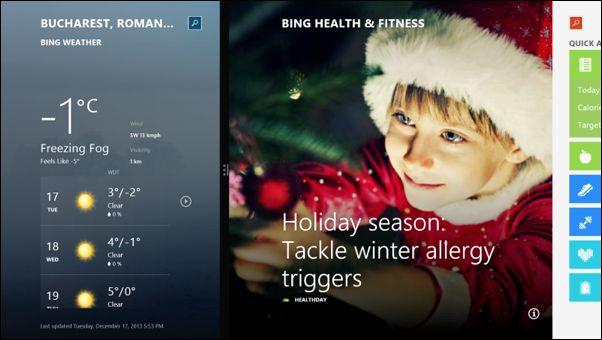 BUCHAREST, ROMAN...
BING WEATHER
-1°C
Freezing Fog
Feels Like -5°
Wind
SW 13 kmph
Visibility
1 km
WDT
17
TUE
3°/-2°
Clear
0 %
18
WED
4°/-1°
Clear
0 %
19
THU
5°/0°
Clear
Last updated Tuesday, December 17, 2013 5:53 PM
BING HEALTH & FITNESS
Holiday season:
Tackle winter allergy
triggers
HEALTHDAY
QUICK A
Today
Calorie
Target